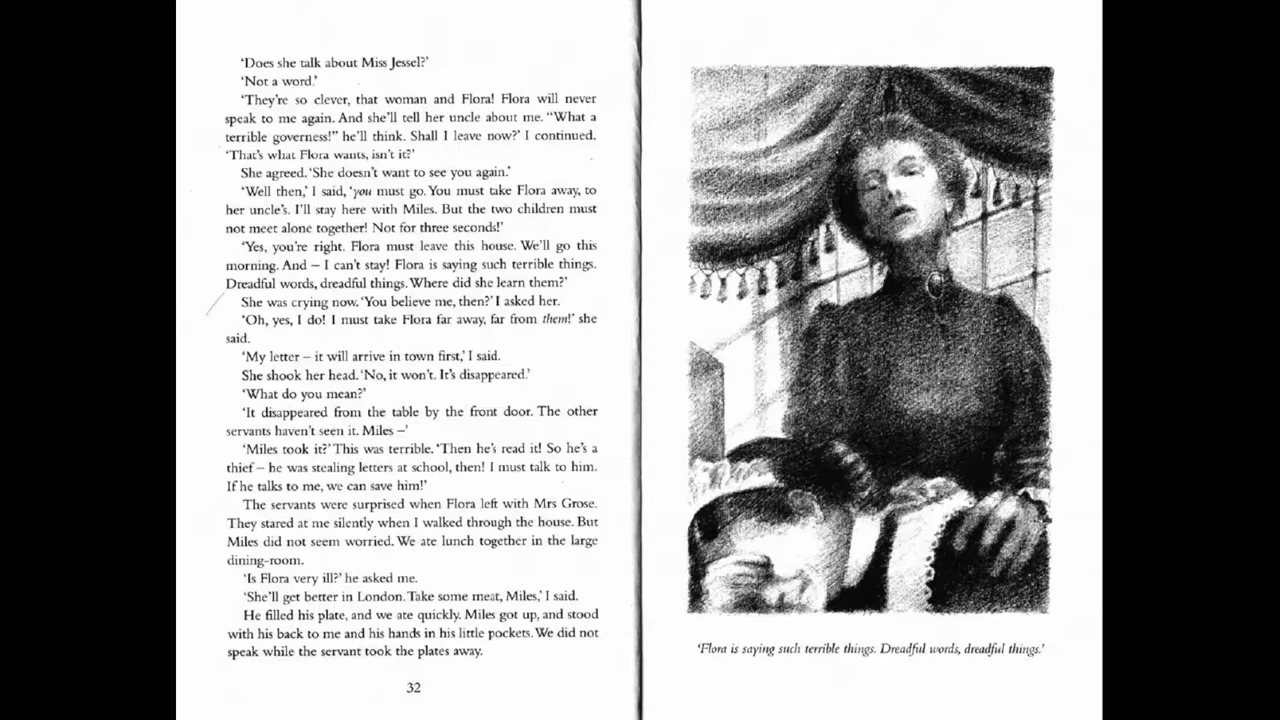 ‘Does she talk about Miss Jessel?’
‘Not a word.’
‘They’re so clever, that woman and Flora! Flora will never
speak to me again. And she’ll tell her uncle about me. “What a
terrible governess!” he’ll think. Shall I leave now?’ I continued.
‘That’s what Flora wants, isn’t it?’
She agreed. ‘She doesn’t want to see you again.’
‘Well then,’ I said, ‘you must go. You must take Flora away, to
her uncle’s. I’ll stay here with Miles. But the two children must
not meet alone together! Not for three seconds!’
‘Yes, you’re right. Flora must leave this house. We’ll go this
morning. And – I can’t stay! Flora is saying such terrible things.
Dreadful words, dreadful things. Where did she learn them?’
She was crying now. ‘You believe me, then?’ I asked her.
‘Oh, yes, I do! I must take Flora far away, far from them!’ she
said.
‘My letter – it will arrive in town first,’ I said.
She shook her head. ‘No, it won’t. It’s disappeared.’
‘What do you mean?’
‘It disappeared from the table by the front door. The other
servants haven’t seen it. Miles –’
‘Miles took it?’ This was terrible. ‘Then he’s read it! So he’s a
thief – he was stealing letters at school, then! I must talk to him.
If he talks to me, we can save him!’
The servants were surprised when Flora left with Mrs Grose.
They stared at me silently when I walked through the house. But
Miles did not seem worried. We ate lunch together in the large
dining-room.
‘Is Flora very ill?’ he asked me.
‘She’ll get better in London. Take some meat, Miles,’ I said.
He filled his plate, and we ate quickly. Miles got up, and stood
with his back to me and his hands in his little pockets. We did not
speak while the servant took the plates away.
32
‘Flora is saying such terrible things. Dreadful words, dreadful things.’